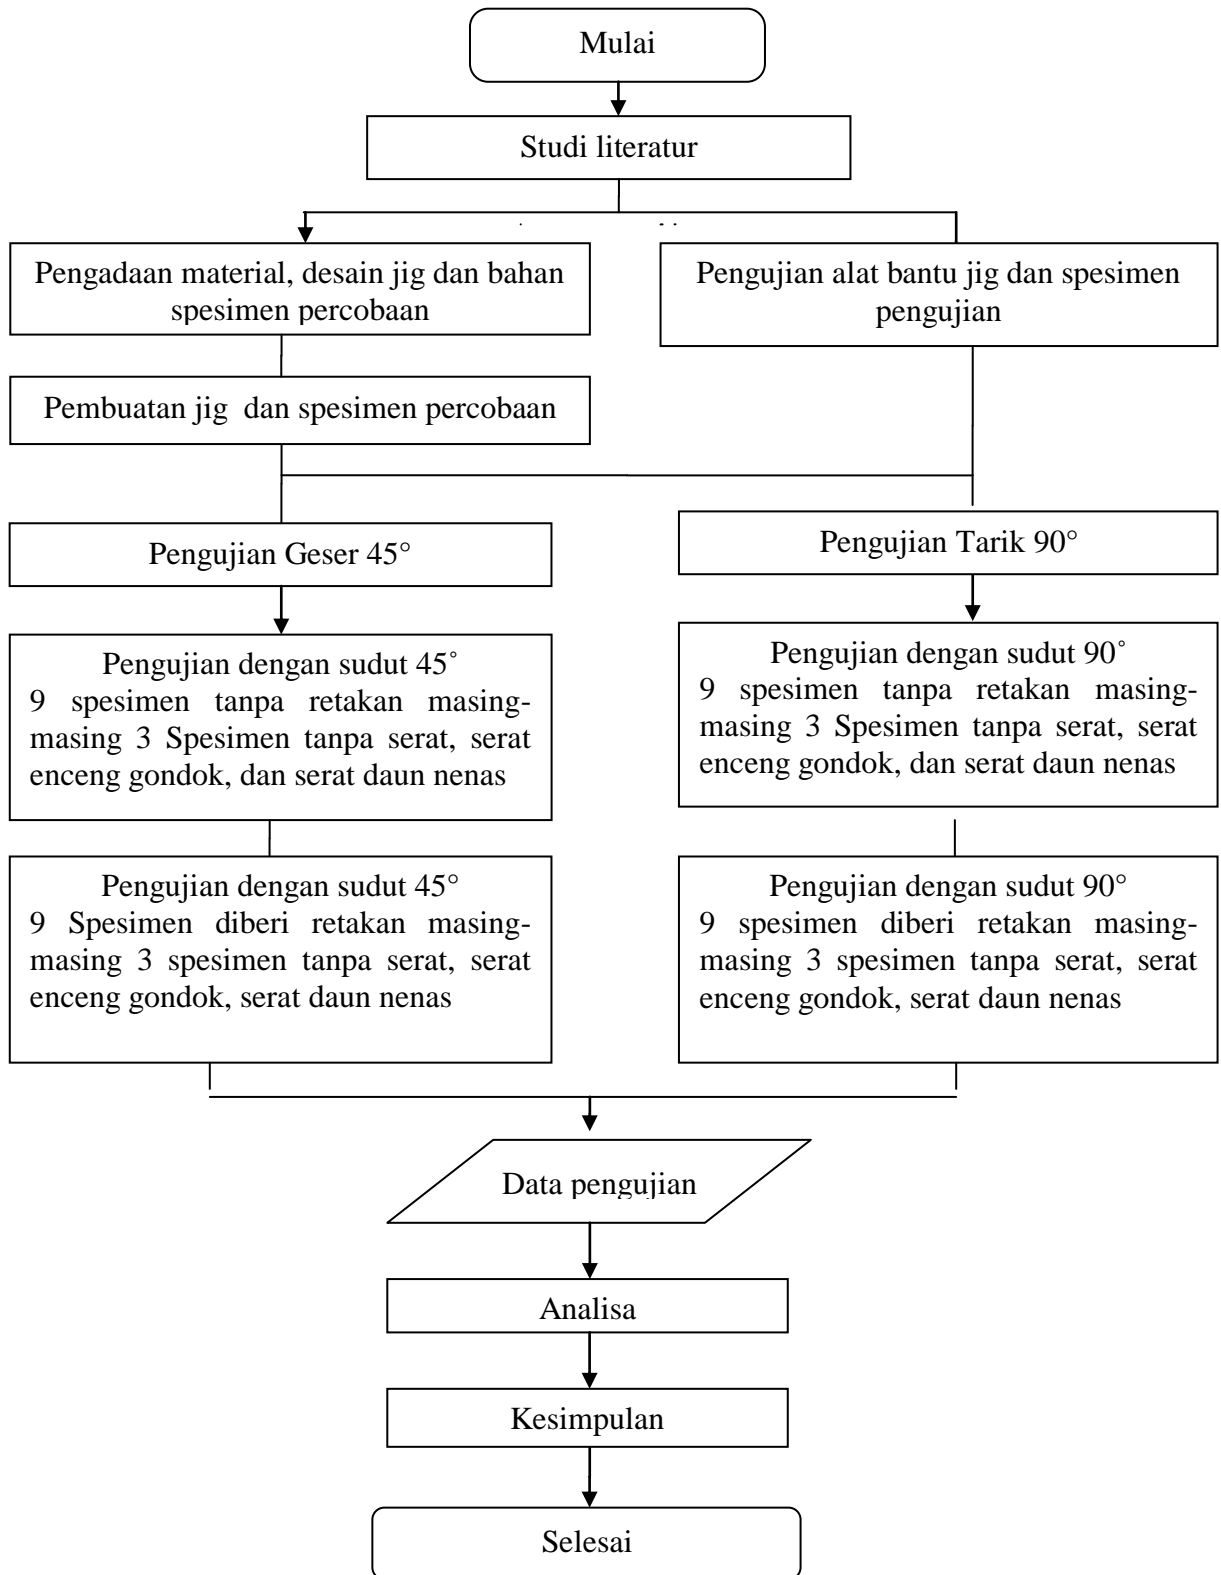 Mulai
Studi literatur
Pengadaan material, desain jig dan bahan
spesimen percobaan
Pengujian alat bantu jig dan spesimen
pengujian
Pembuatan jig  dan spesimen percobaan
Pengujian Geser 45°
Pengujian Tarik 90°
Pengujian dengan sudut 45˚
9 spesimen tanpa retakan masing-
masing 3 Spesimen tanpa serat, serat
enceng gondok, dan serat daun nenas
Pengujian dengan sudut 90˚
9 spesimen tanpa retakan masing-
masing 3 Spesimen tanpa serat, serat
enceng gondok, dan serat daun nenas
Pengujian dengan sudut 45°
9 Spesimen diberi retakan masing-
masing 3 spesimen tanpa serat, serat
enceng gondok, serat daun nenas
Pengujian dengan sudut 90°
9 spesimen diberi retakan masing-
masing 3 spesimen tanpa serat, serat
enceng gondok, serat daun nenas
Data pengujian
Analisa
Kesimpulan
Selesai